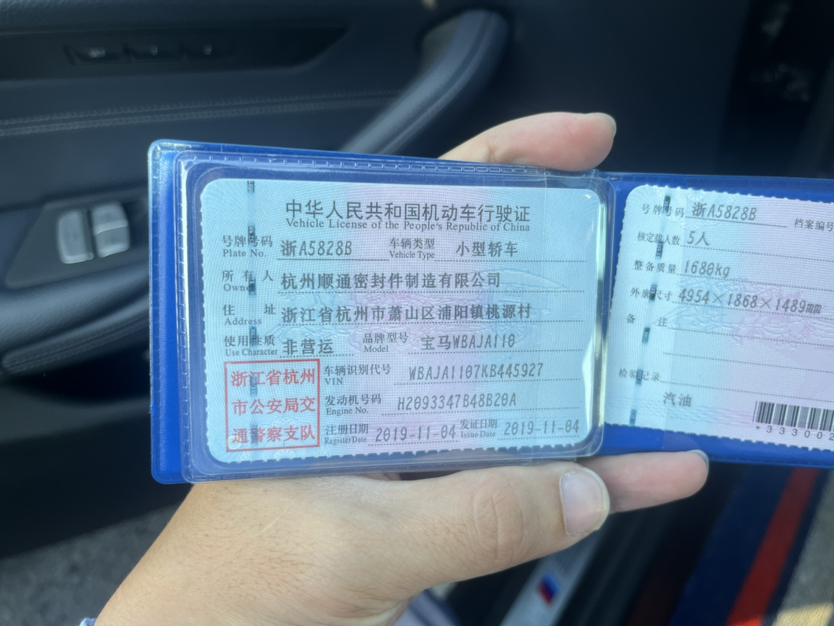 中华人民共和国机动车行驶证
Vehicle License of the People's Republic of China
号牌号码 浙A5828B 车辆类型 小型轿车
Plate No. Vehicle Type
所有人 杭州顺通密封件制造有限公司
Owner
住址 浙江省杭州市萧山区浦阳镇桃源村
Address
使用性质 非营运 品牌型号 宝马WBAJA110
Use Character Model
浙江省杭州
市公安局交
通警察支队
车辆识别代号 WBAJA1107KB445927
VIN
发动机号码 H2093347B48B20A
Engine No.
注册日期 2019-11-04 发证日期 2019-11-04
Register Date Issue Date
号牌号码 浙A5828B 档案编号
核定载人数 5人
整备质量 1680kg
外廓尺寸 4954×1868×1489mm
备注
检验记录
汽油